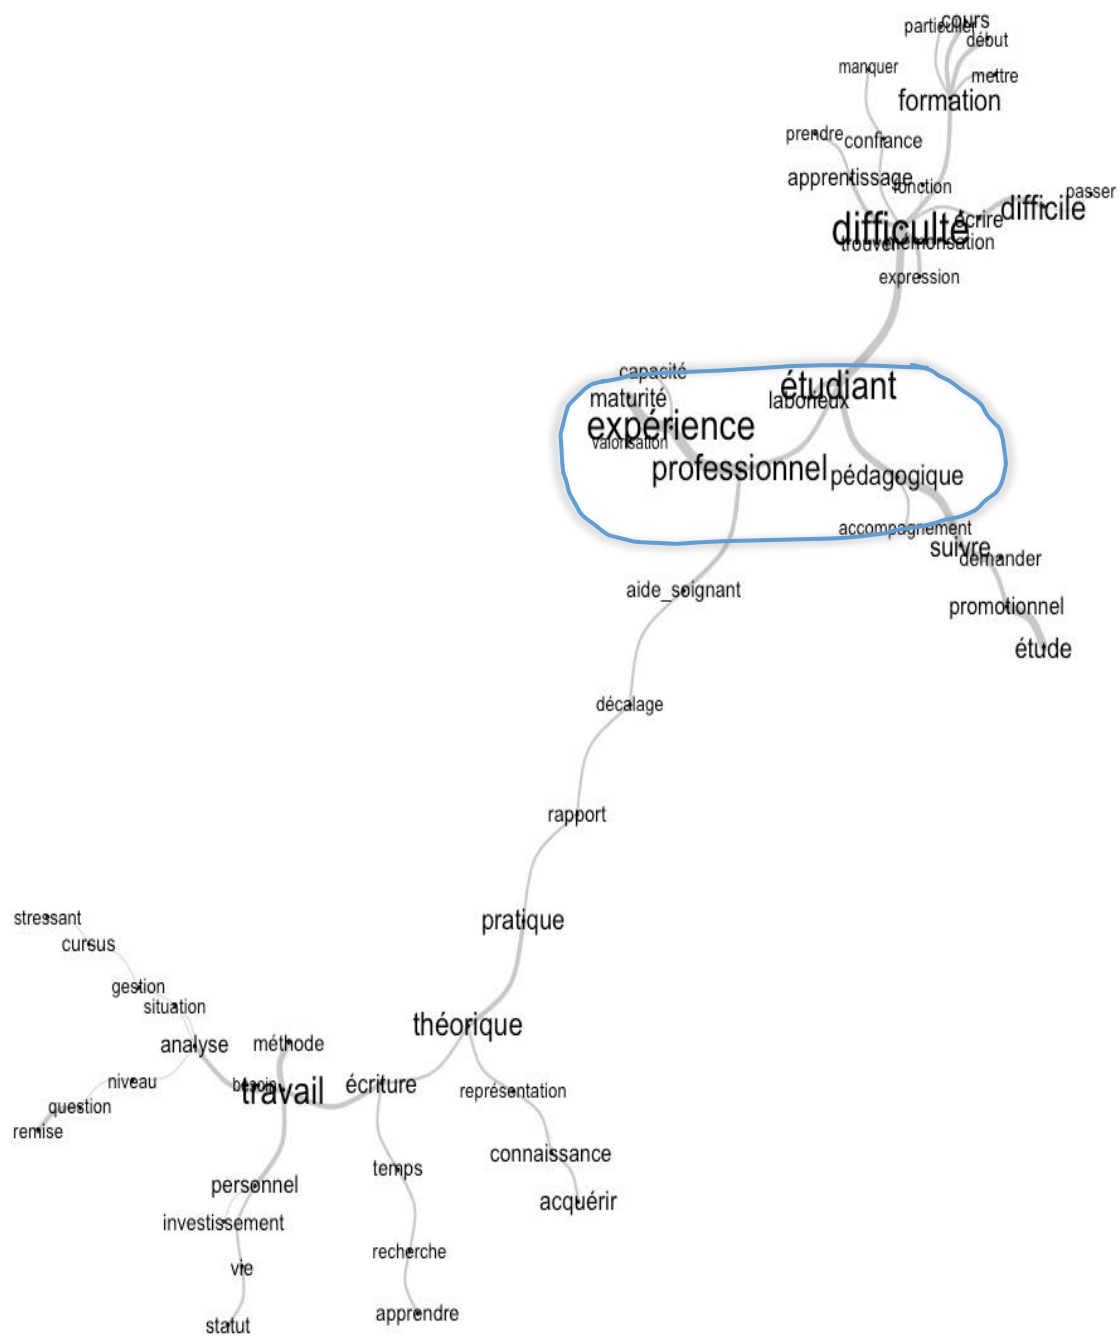 cours
particulier
début
manquer
mettre
formation
prendre
confiance
apprentissage
fonction
passer
difficile
écrire
difficulté
trouver
mémorisation
expression
capacité
étudiant
maturité
laborieux
expérience
valorisation
professionnel
pédagogique
accompagnement
suivre
demander
aide_soignant
promotionnel
étude
décalage
rapport
stressant
pratique
cursus
gestion
situation
théorique
analyse
méthode
niveau
besoin
travail
écriture
représentation
question
remise
connaissance
temps
personnel
acquérir
investissement
recherche
vie
apprendre
statut